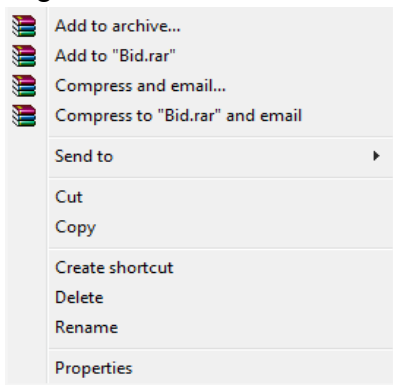 Add to archive...
Add to "Bid.rar"
Compress and email...
Compress to "Bid.rar" and email
Send to
Cut
Copy
Create shortcut
Delete
Rename
Properties